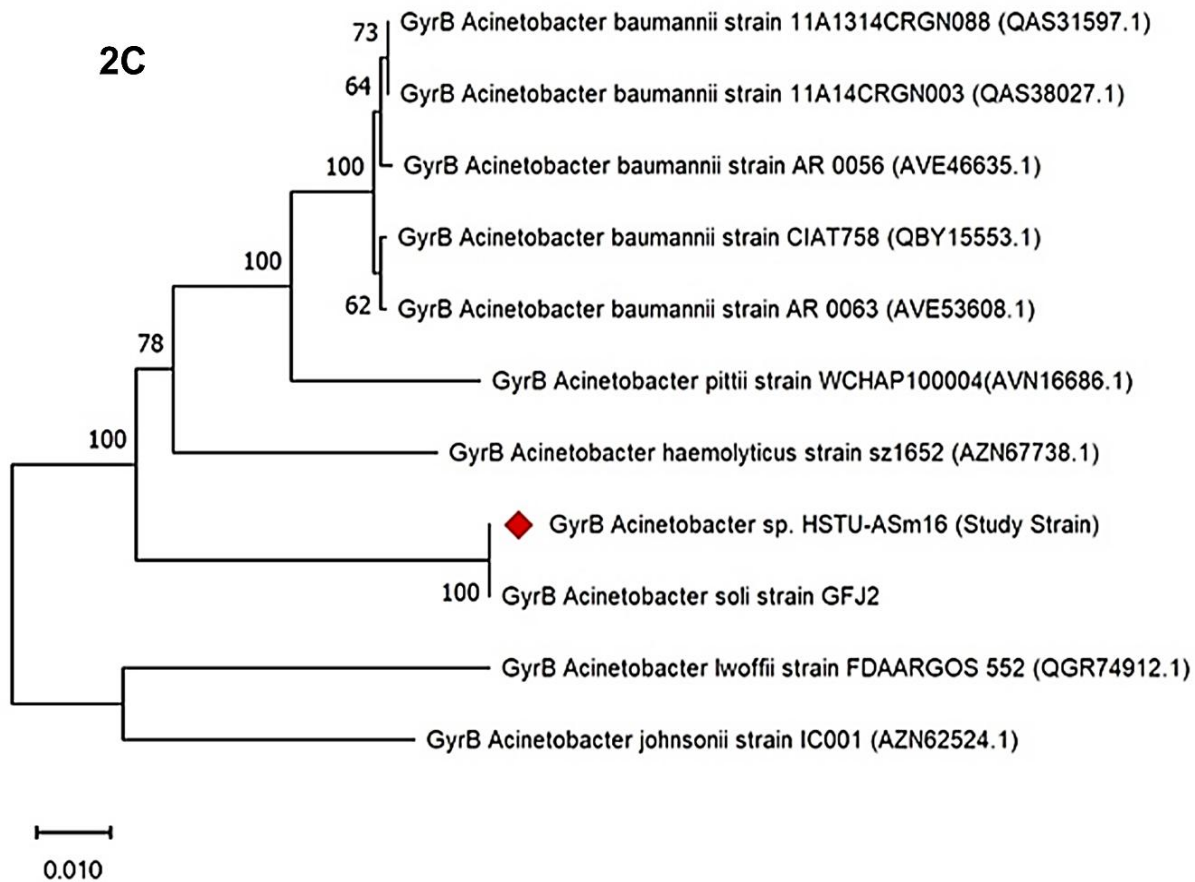 2C
73
GyrB Acinetobacter baumannii strain 11A1314CRGN088 (QAS31597.1)
64
GyrB Acinetobacter baumannii strain 11A14CRGN003 (QAS38027.1)
100
GyrB Acinetobacter baumannii strain AR 0056 (AVE46635.1)
GyrB Acinetobacter baumannii strain CIAT758 (QBY15553.1)
100
62
GyrB Acinetobacter baumannii strain AR 0063 (AVE53608.1)
78
GyrB Acinetobacter pittii strain WCHAP100004(AVN16686.1)
100
GyrB Acinetobacter haemolyticus strain sz1652 (AZN67738.1)
GyrB Acinetobacter sp. HSTU-ASm16 (Study Strain)
100
GyrB Acinetobacter soli strain GFJ2
GyrB Acinetobacter lwoffii strain FDAARGOS 552 (QGR74912.1)
GyrB Acinetobacter johnsonii strain IC001 (AZN62524.1)
0.010